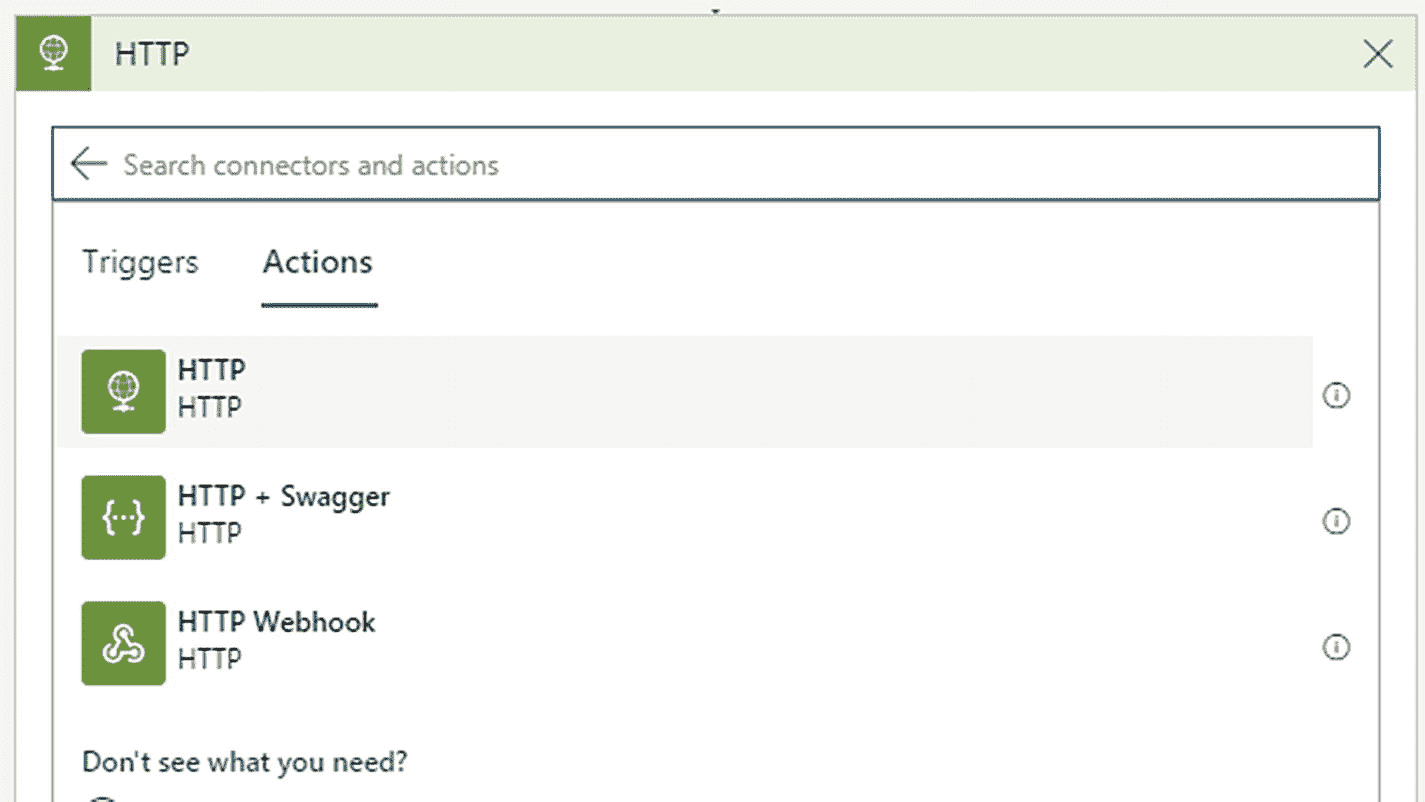 HTTP
Search connectors and actions
Triggers Actions
HTTP
HTTP
HTTP + Swagger
HTTP
HTTP Webhook
HTTP
Don't see what you need?